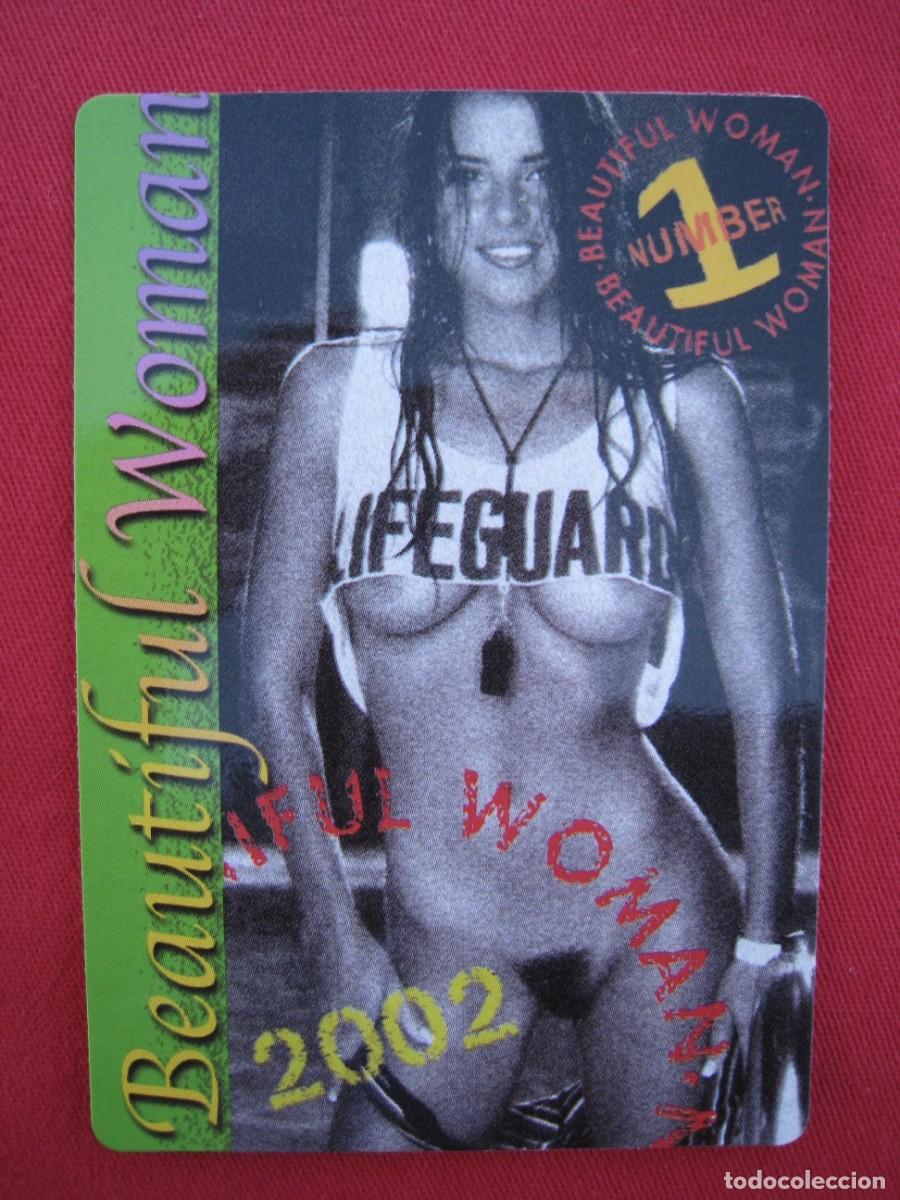 Beautiful Woman
BEAUTIFUL WOMAN · BEAUTIFUL WOMAN ·
NUMBER
1
LIFEGUARD
IFUL WOMAN ·
2002
todocoleccion